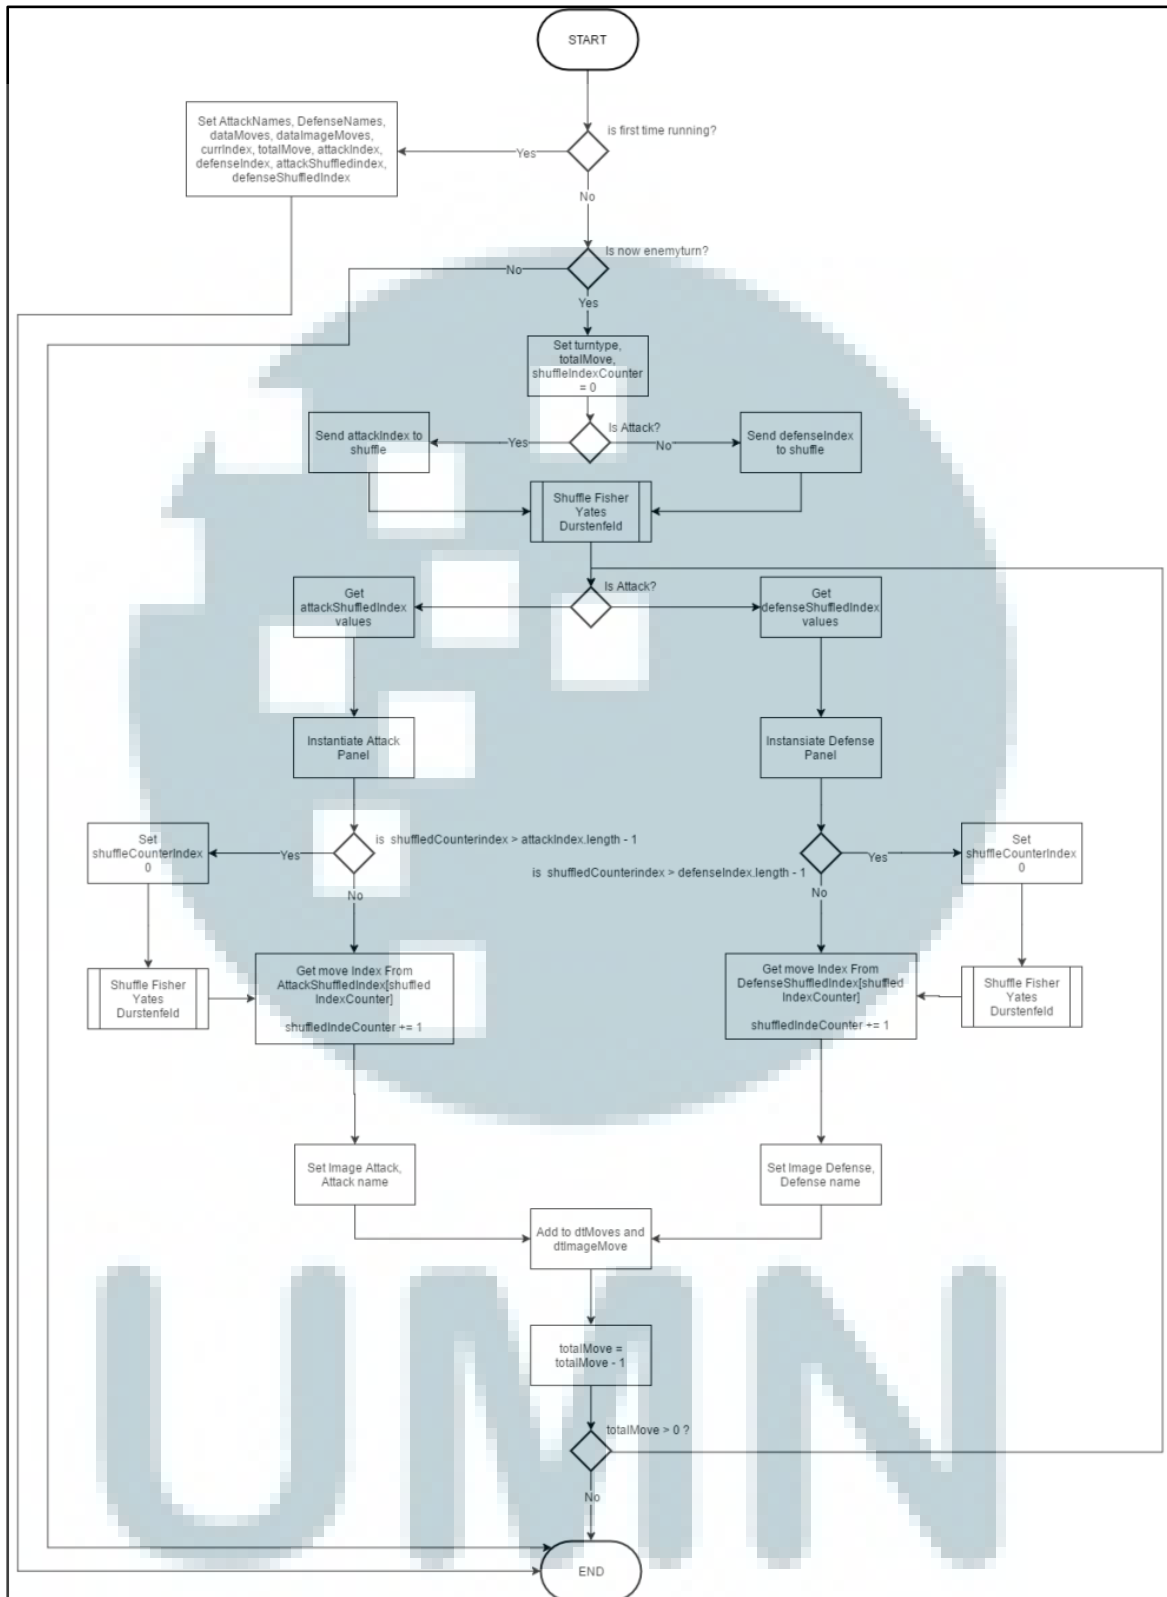 START
is first time running?
Set AttackNames, DefenseNames,
dataMoves, dataImageMoves,
currIndex, totalMove, attackIndex,
defenseIndex, attackShuffledindex,
defenseShuffledIndex
Yes
No
Is now enemyturn?
No
Yes
Set turntype,
totalMove,
shuffleIndexCounter
= 0
Is Attack?
Send attackIndex to
shuffle
Yes
No
Send defenseIndex
to shuffle
Shuffle Fisher
Yates
Durstenfeld
Is Attack?
Get
attackShuffledIndex
values
Get
defenseShuffledIndex
values
Instantiate Attack
Panel
Instansiate Defense
Panel
Set
shuffleCounterIndex
0
Yes
is shuffledCounterindex > attackIndex.length - 1
No
is shuffledCounterindex > defenseIndex.length - 1
Yes
No
Set
shuffleCounterIndex
0
Shuffle Fisher
Yates
Durstenfeld
Get move Index From
AttackShuffledIndex[shuffled
IndexCounter]
shuffledIndeCounter += 1
Get move Index From
DefenseShuffledIndex[shuffled
IndexCounter]
shuffledIndeCounter += 1
Shuffle Fisher
Yates
Durstenfeld
Set Image Attack,
Attack name
Set Image Defense,
Defense name
Add to dtMoves and
dtImageMove
totalMove =
totalMove - 1
totalMove > 0 ?
No
END
UMN